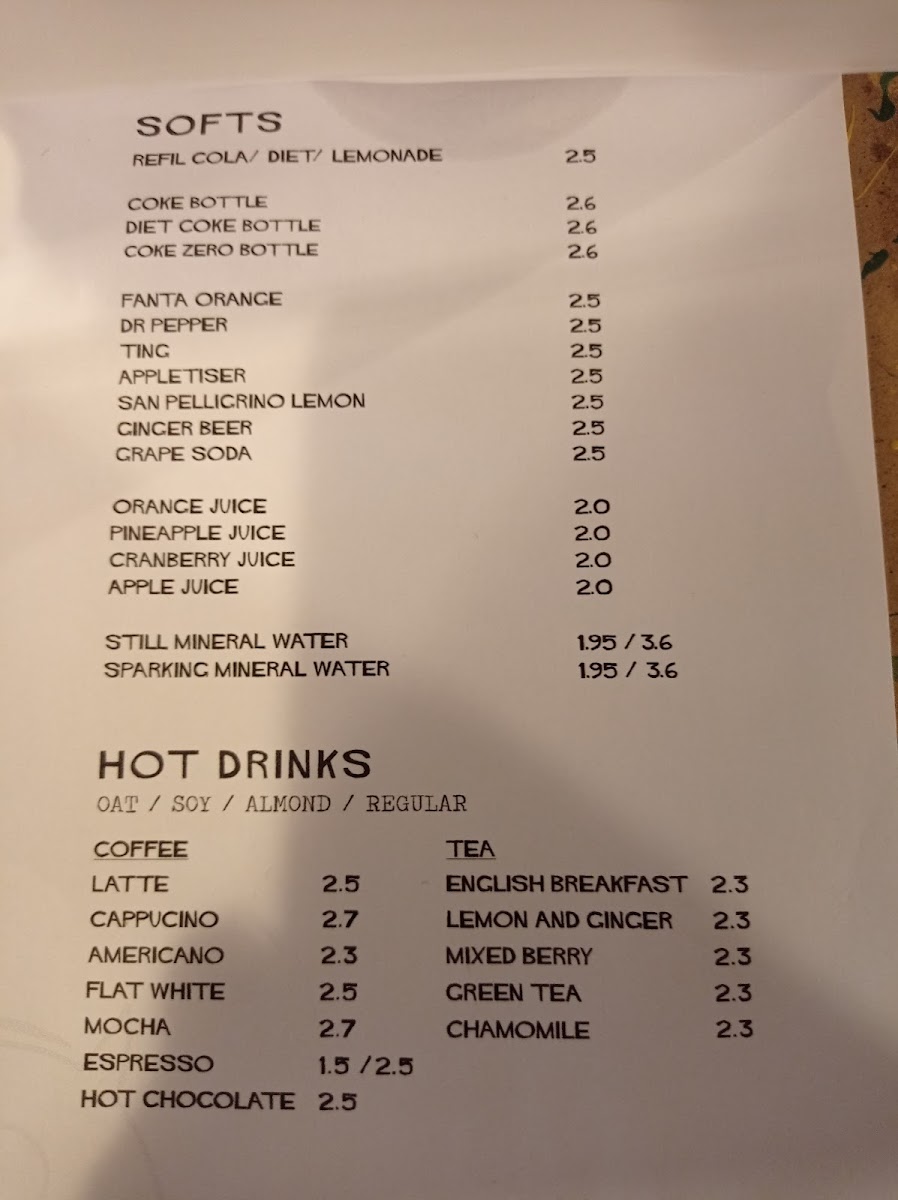 SOFTS
REFIL COLA/ DIET/ LEMONADE 2.5
COKE BOTTLE 2.6
DIET COKE BOTTLE 2.6
COKE ZERO BOTTLE 2.6
FANTA ORANGE 2.5
DR PEPPER 2.5
TING 2.5
APPLETISER 2.5
SAN PELLIGRINO LEMON 2.5
GINGER BEER 2.5
GRAPE SODA 2.5
ORANGE JUICE 2.0
PINEAPPLE JUICE 2.0
CRANBERRY JUICE 2.0
APPLE JUICE 2.0
STILL MINERAL WATER 1.95 / 3.6
SPARKING MINERAL WATER 1.95 / 3.6
HOT DRINKS
OAT / SOY / ALMOND / REGULAR
COFFEE
LATTE 2.5
CAPPUCINO 2.7
AMERICANO 2.3
FLAT WHITE 2.5
MOCHA 2.7
ESPRESSO 1.5 / 2.5
HOT CHOCOLATE 2.5
TEA
ENGLISH BREAKFAST 2.3
LEMON AND GINGER 2.3
MIXED BERRY 2.3
GREEN TEA 2.3
CHAMOMILE 2.3